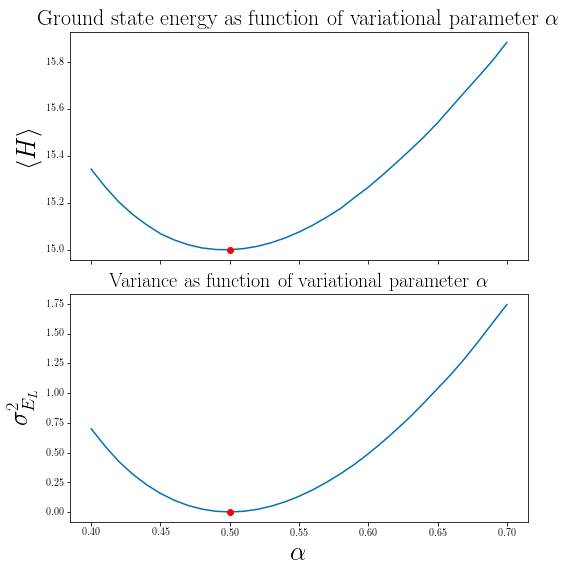 Ground state energy as function of variational parameter α
15.8
15.6
15.4
15.2
15.0
⟨H⟩
Variance as function of variational parameter α
1.75
1.50
1.25
1.00
0.75
0.50
0.25
0.00
σ²_{E_L}
0.40 0.45 0.50 0.55 0.60 0.65 0.70
α